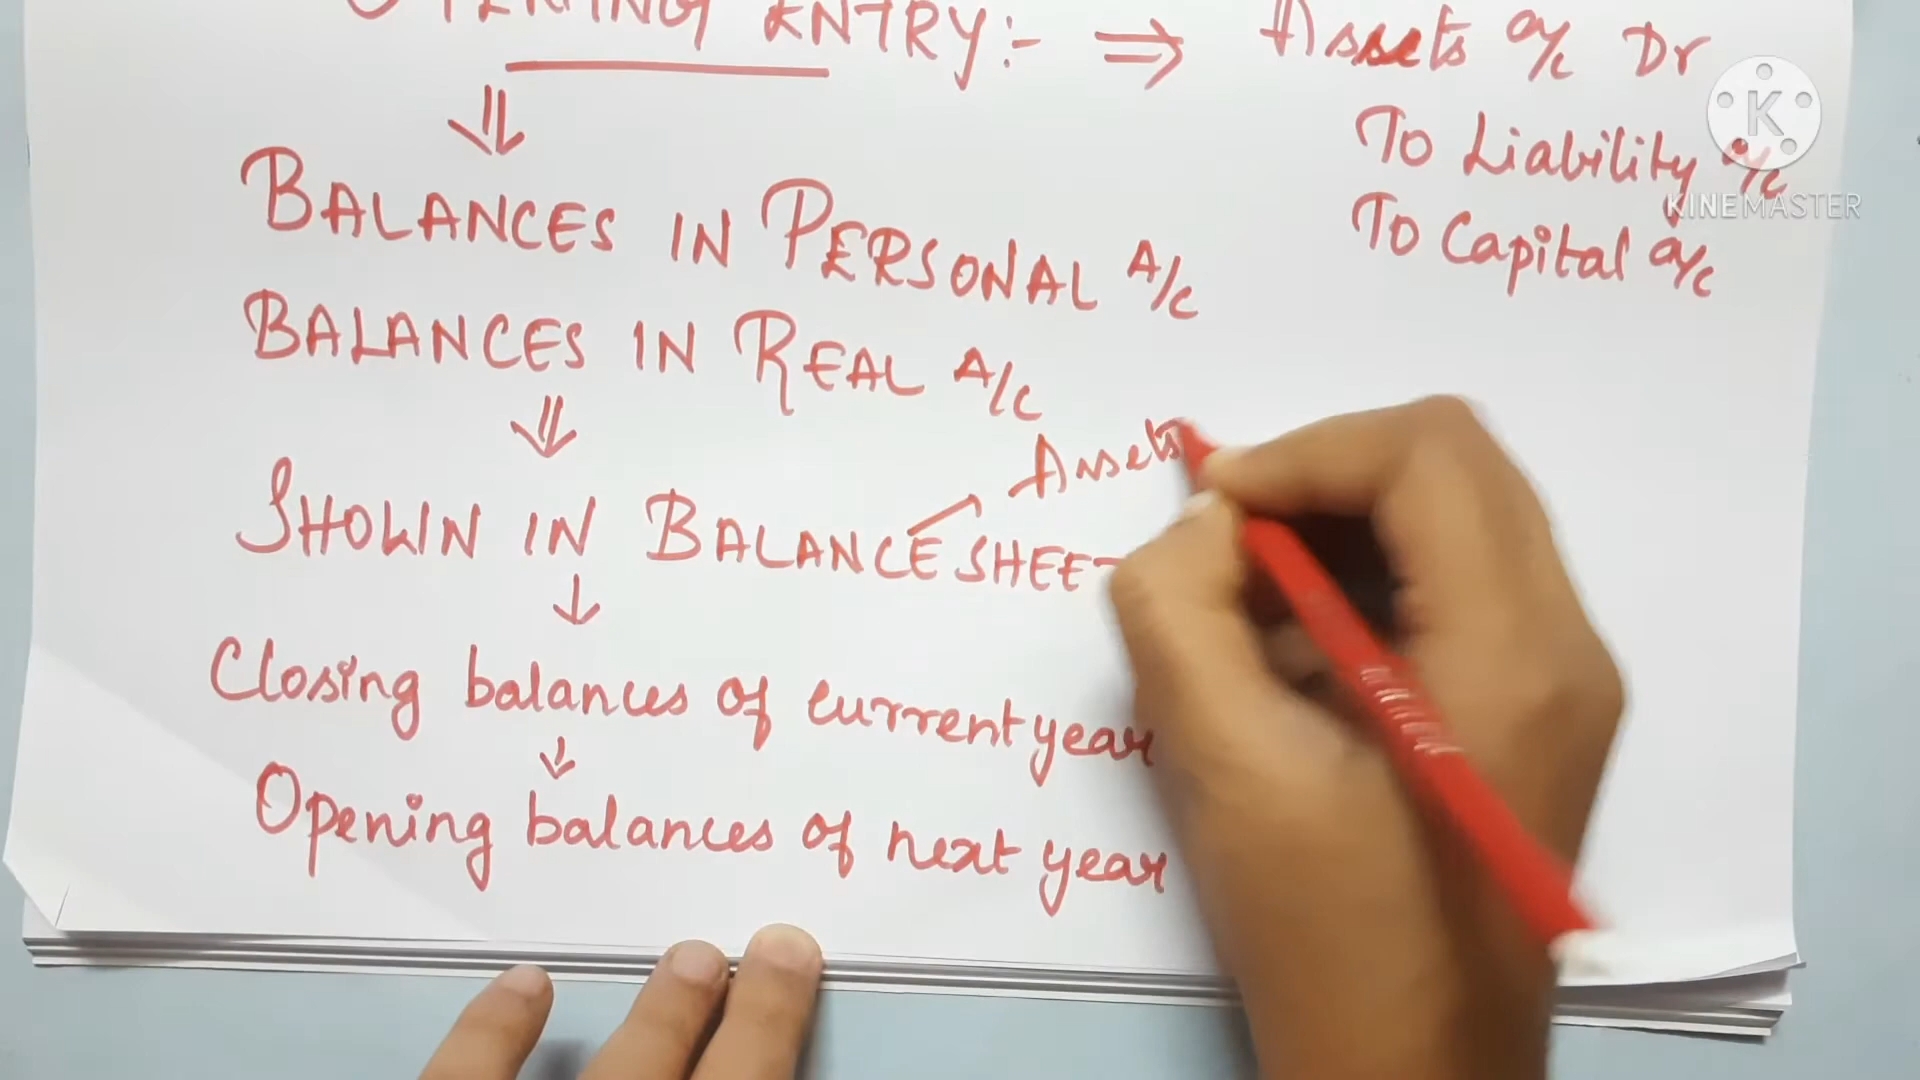 OPENING ENTRY:- ⇒ Assets a/c Dr
To Liability a/c
To Capital a/c
BALANCES IN PERSONAL A/C
BALANCES IN REAL A/C
SHOWN IN BALANCE SHEET
Assets
Closing balances of current year
Opening balances of next year
K
KINEMASTER